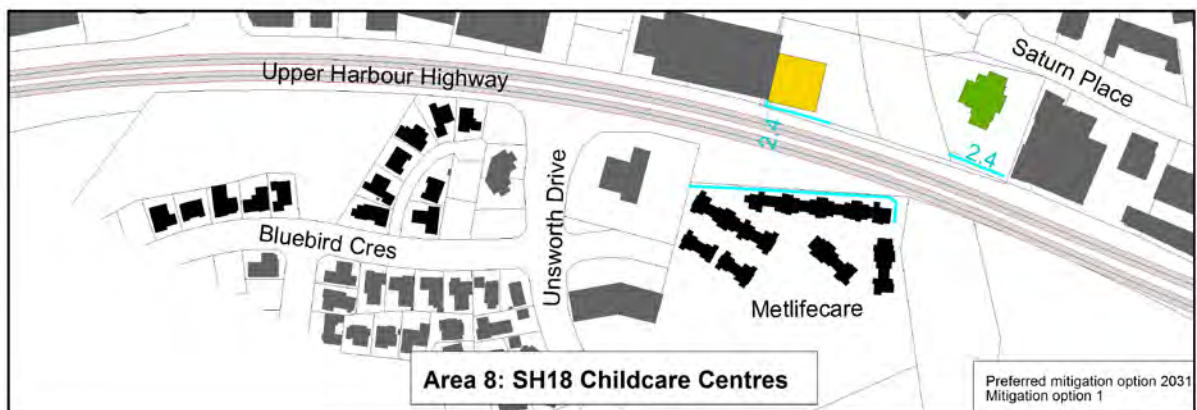 Upper Harbour Highway
Saturn Place
2.4
2.4
Unsworth Drive
Bluebird Cres
Metlifecare
Area 8: SH18 Childcare Centres
Preferred mitigation option 2031
Mitigation option 1